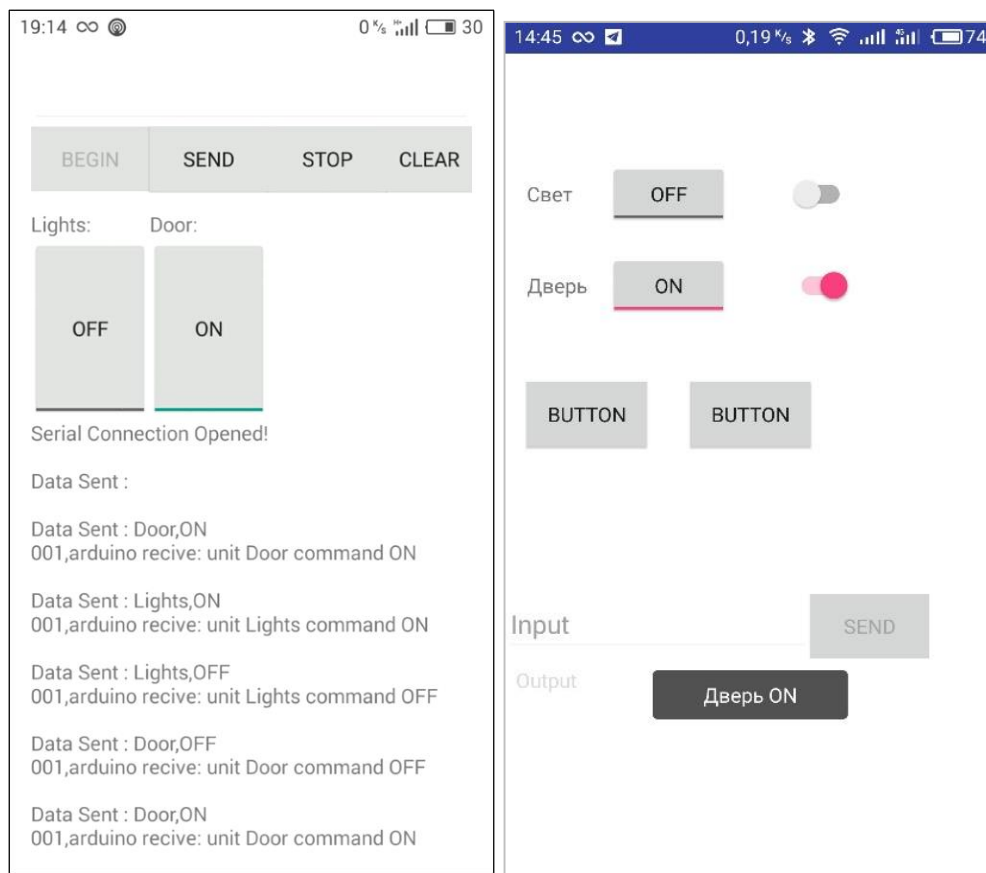 19:14 0 K/s 30
BEGIN SEND STOP CLEAR
Lights: Door:
OFF ON
Serial Connection Opened!
Data Sent :
Data Sent : Door,ON
001,arduino recive: unit Door command ON
Data Sent : Lights,ON
001,arduino recive: unit Lights command ON
Data Sent : Lights,OFF
001,arduino recive: unit Lights command OFF
Data Sent : Door,OFF
001,arduino recive: unit Door command OFF
Data Sent : Door,ON
001,arduino recive: unit Door command ON
14:45 0,19 K/s 74
Свет OFF
Дверь ON
BUTTON BUTTON
Input SEND
Output
Дверь ON